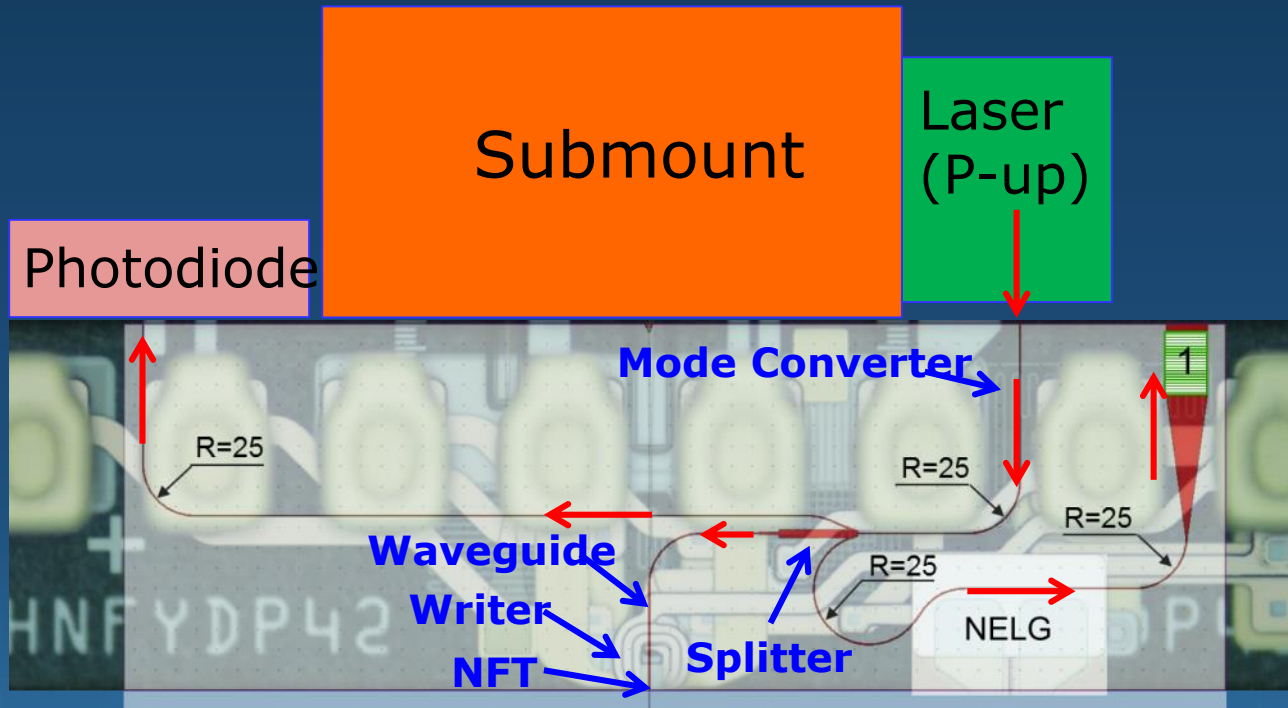 Submount
Laser
(P-up)
Photodiode
Mode Converter
1
R=25
R=25
R=25
Waveguide
R=25
Writer
NELG
Splitter
NFT
+
HNFYDP42